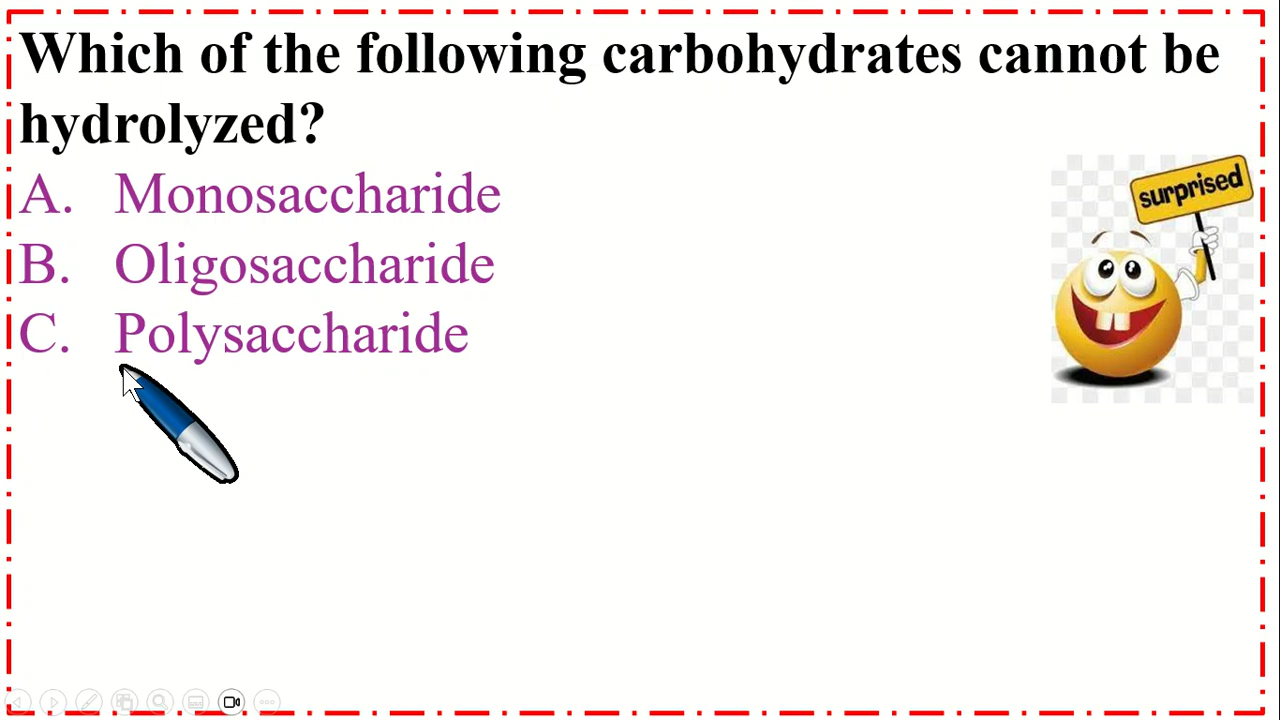 Which of the following carbohydrates cannot be
hydrolyzed?
A. Monosaccharide
B. Oligosaccharide
C. Polysaccharide
surprised